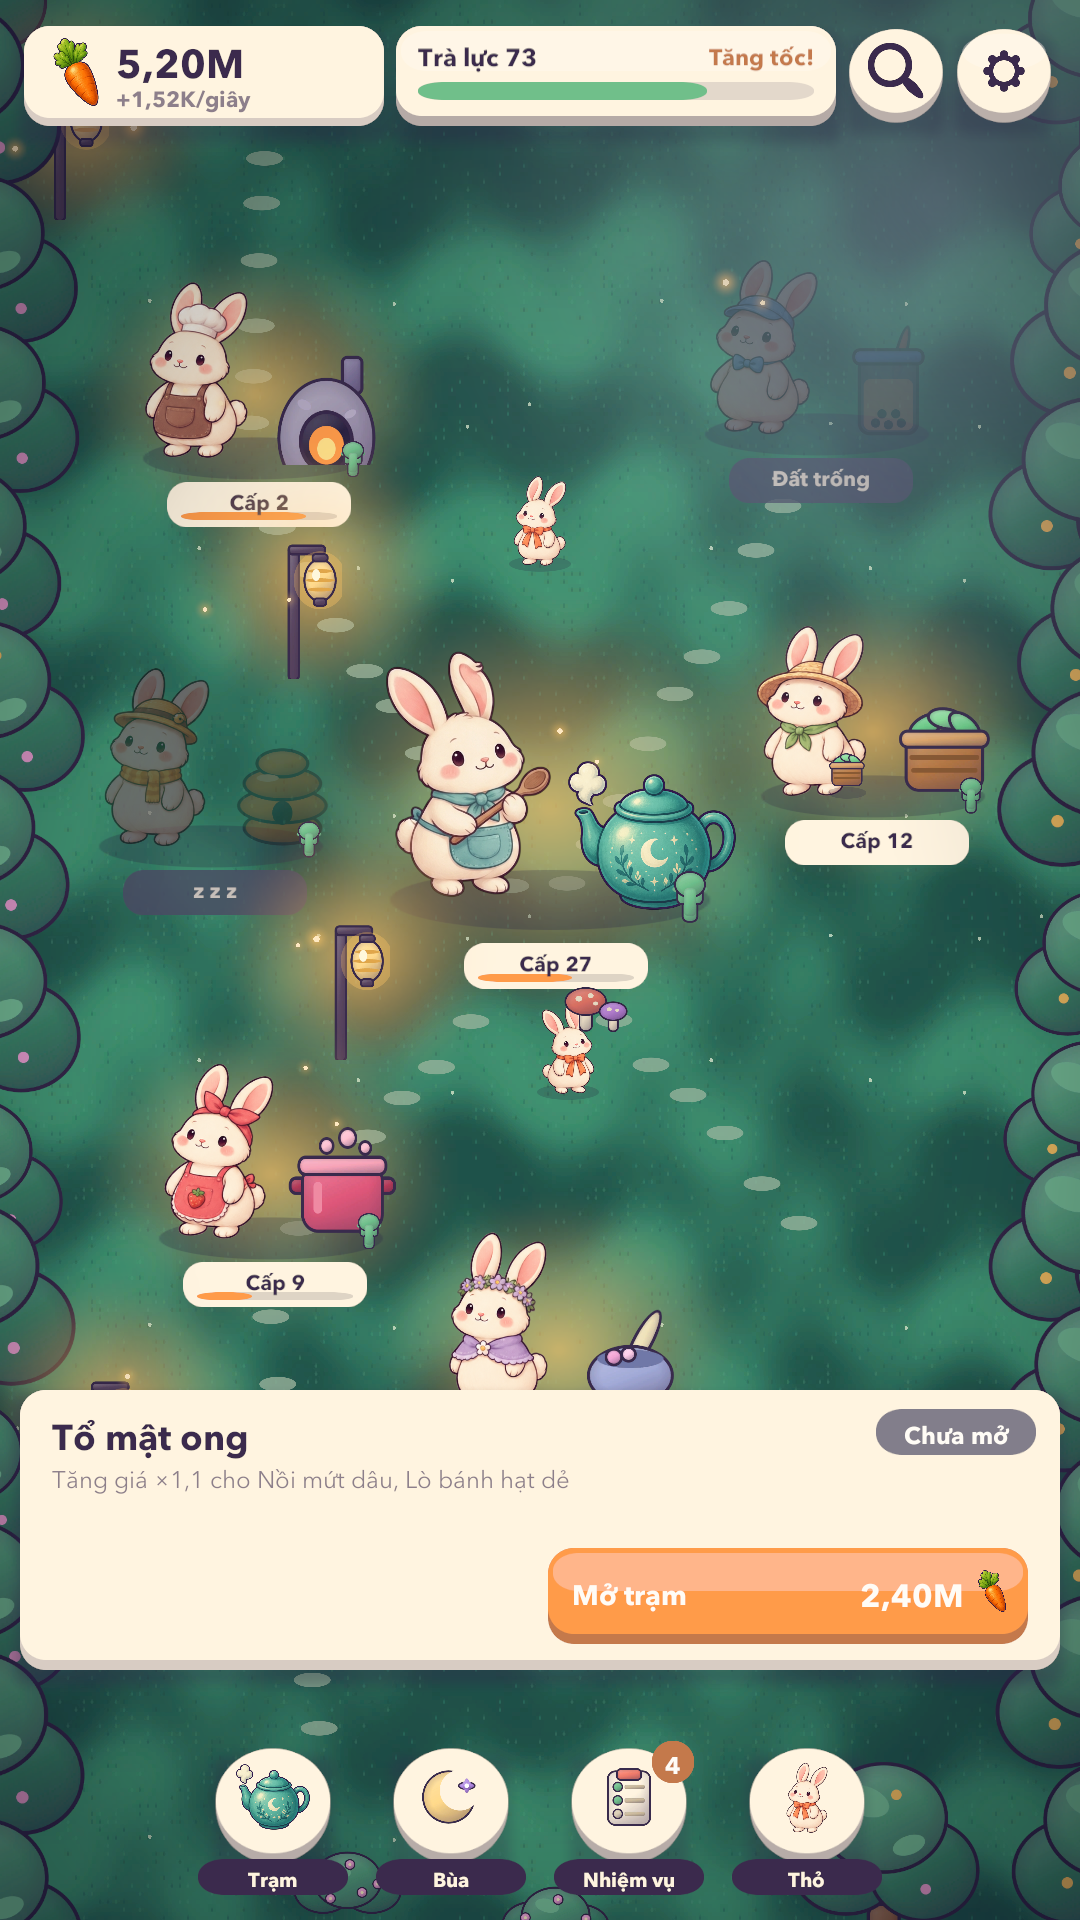 5,20M
+1,52K/giây
Trà lực 73
Tăng tốc!
Cấp 2
Đất trống
Cấp 12
z z z
Cấp 27
Cấp 9
Tổ mật ong
Chưa mở
Tăng giá ×1,1 cho Nồi mứt dâu, Lò bánh hạt dẻ
Mở trạm
2,40M
4
Trạm
Bùa
Nhiệm vụ
Thỏ